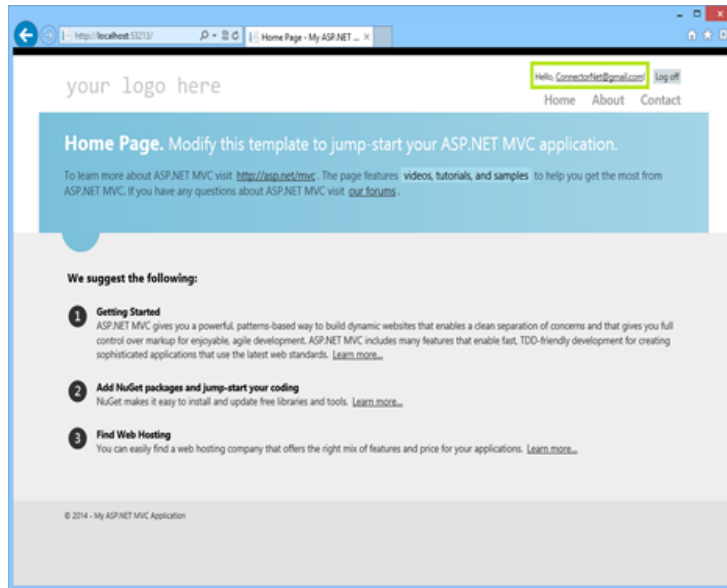 http://localhost:53213/
Home Page - My ASP.NET ...
Hello, ConnectorNet@gmail.com! Log off
your logo here
Home About Contact
Home Page. Modify this template to jump-start your ASP.NET MVC application.
To learn more about ASP.NET MVC visit http://asp.net/mvc. The page features videos, tutorials, and samples to help you get the most from
ASP.NET MVC. If you have any questions about ASP.NET MVC visit our forums.
We suggest the following:
1 Getting Started
ASP.NET MVC gives you a powerful, patterns-based way to build dynamic websites that enables a clean separation of concerns and that gives you full
control over markup for enjoyable, agile development. ASP.NET MVC includes many features that enable fast, TDD-friendly development for creating
sophisticated applications that use the latest web standards. Learn more...
2 Add NuGet packages and jump-start your coding
NuGet makes it easy to install and update free libraries and tools. Learn more...
3 Find Web Hosting
You can easily find a web hosting company that offers the right mix of features and price for your applications. Learn more...
© 2014 - My ASP.NET MVC Application